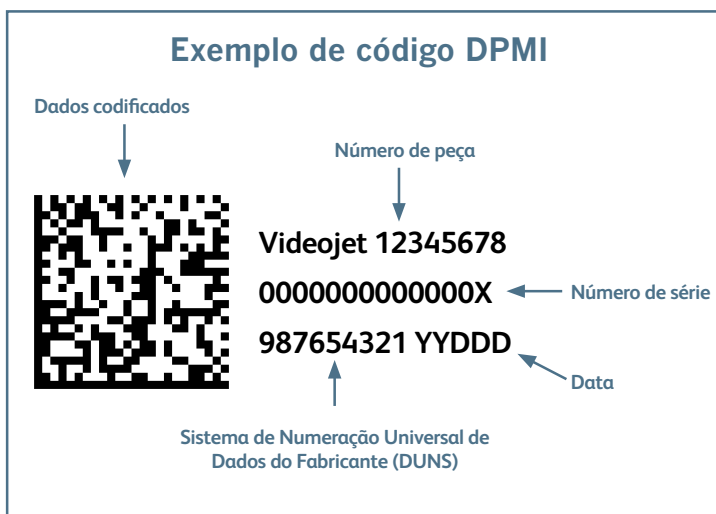 Exemplo de código DPMI
Dados codificados
Número de peça
Videojet 12345678
0000000000000X
Número de série
987654321 YYDDD
Data
Sistema de Numeração Universal de
Dados do Fabricante (DUNS)